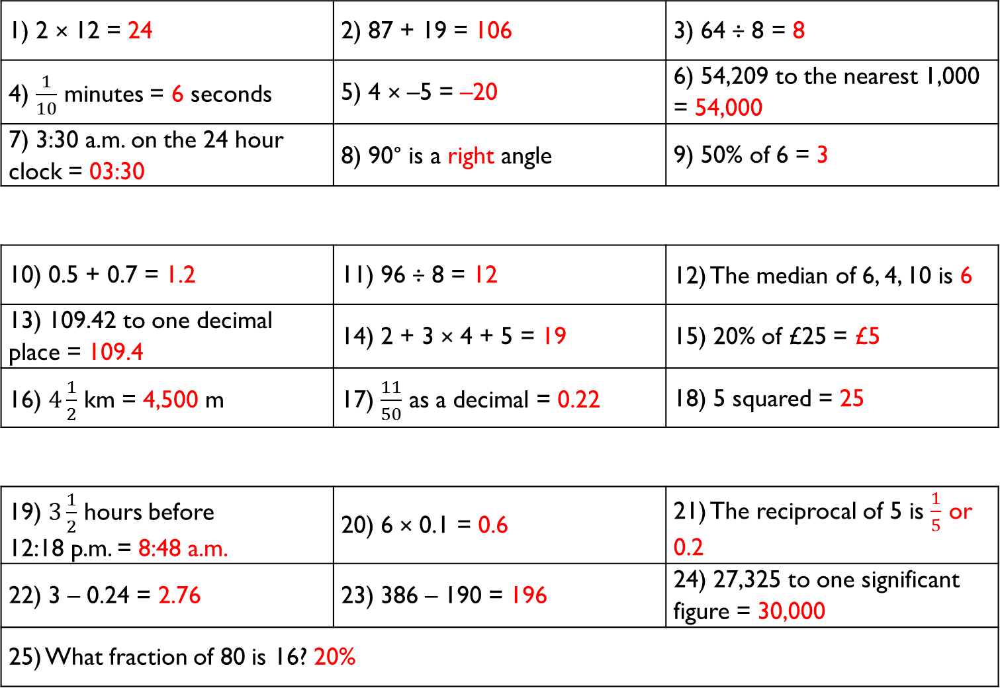 1) 2 × 12 = 24
2) 87 + 19 = 106
3) 64 ÷ 8 = 8
4) 1/10 minutes = 6 seconds
5) 4 × –5 = –20
6) 54,209 to the nearest 1,000
= 54,000
7) 3:30 a.m. on the 24 hour
clock = 03:30
8) 90° is a right angle
9) 50% of 6 = 3
10) 0.5 + 0.7 = 1.2
11) 96 ÷ 8 = 12
12) The median of 6, 4, 10 is 6
13) 109.42 to one decimal
place = 109.4
14) 2 + 3 × 4 + 5 = 19
15) 20% of £25 = £5
16) 4 1/2 km = 4,500 m
17) 11/50 as a decimal = 0.22
18) 5 squared = 25
19) 3 1/2 hours before
12:18 p.m. = 8:48 a.m.
20) 6 × 0.1 = 0.6
21) The reciprocal of 5 is 1/5 or
0.2
22) 3 – 0.24 = 2.76
23) 386 – 190 = 196
24) 27,325 to one significant
figure = 30,000
25) What fraction of 80 is 16? 20%